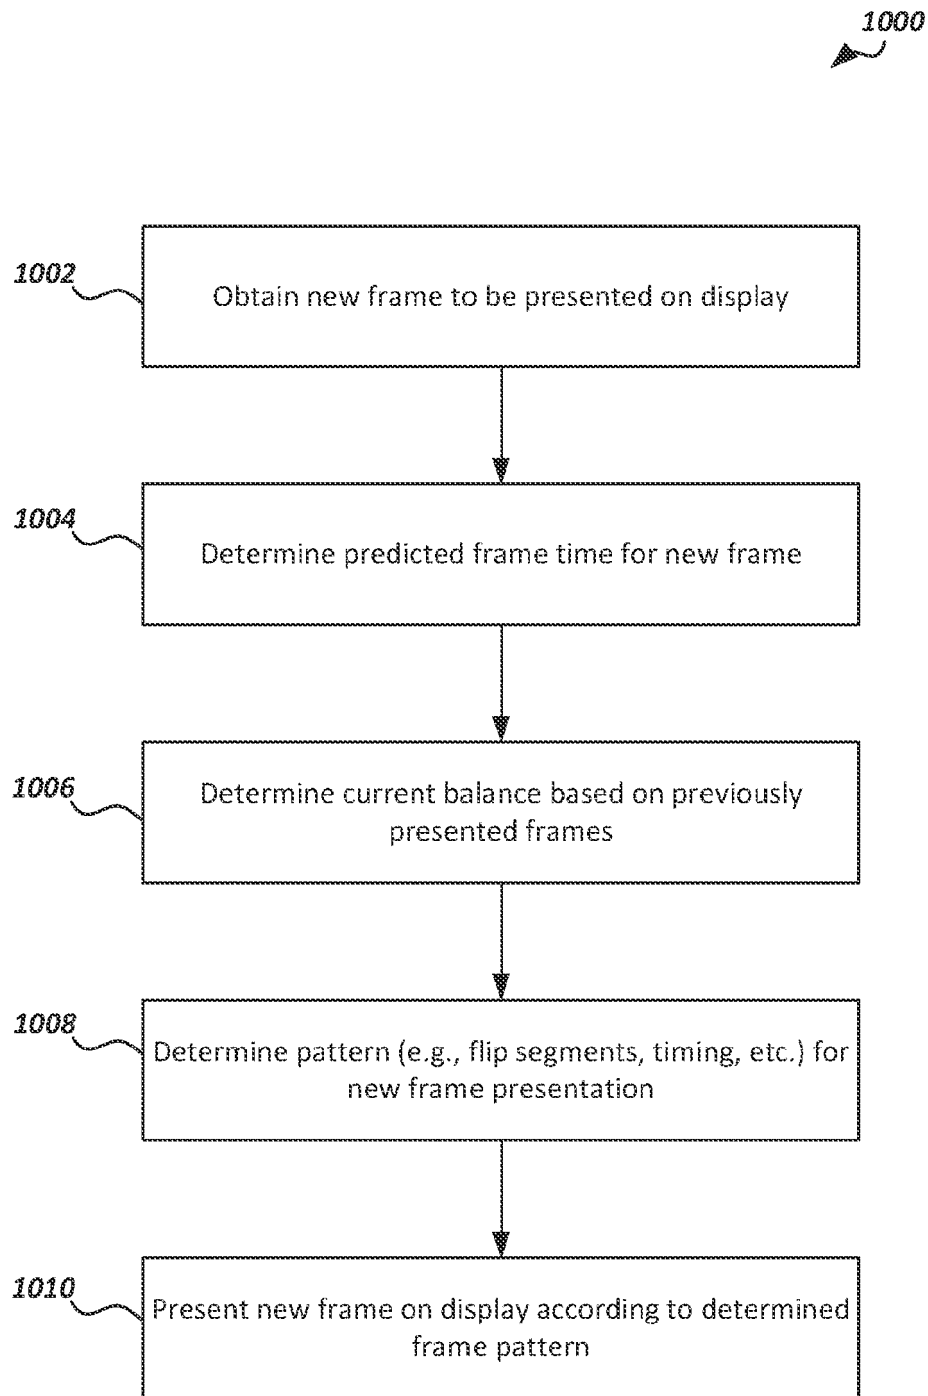 1000
1002
Obtain new frame to be presented on display
1004
Determine predicted frame time for new frame
1006
Determine current balance based on previously
presented frames
1008
Determine pattern (e.g., flip segments, timing, etc.) for
new frame presentation
1010
Present new frame on display according to determined
frame pattern